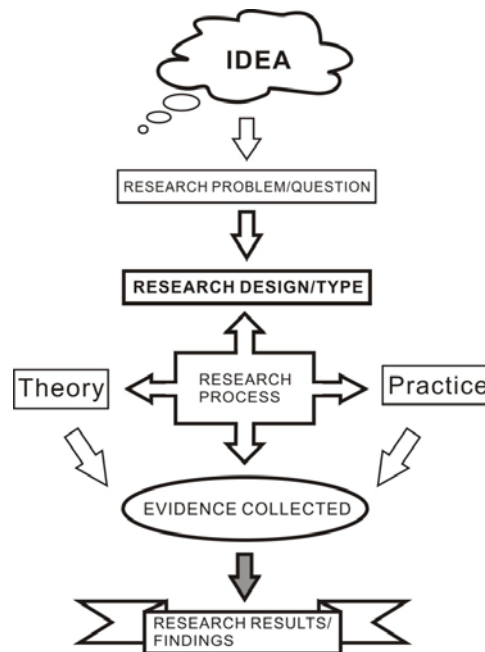 IDEA
RESEARCH PROBLEM/QUESTION
RESEARCH DESIGN/TYPE
Theory
RESEARCH
PROCESS
Practice
EVIDENCE COLLECTED
RESEARCH RESULTS/
FINDINGS